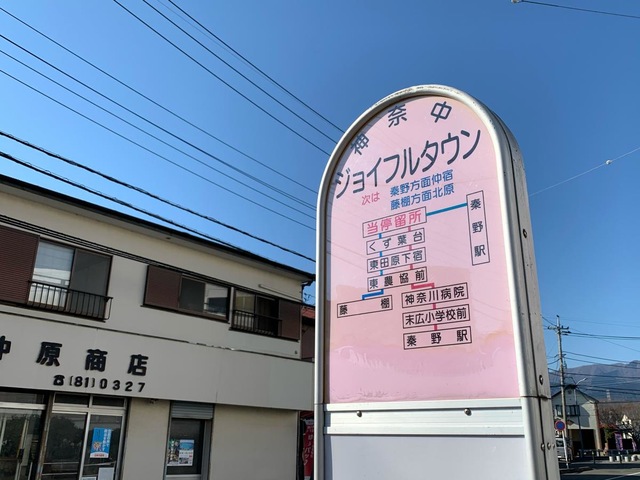 神奈中
ジョイフルタウン
次は 秦野方面仲宿
藤棚方面北原
当停留所
秦野駅
くず葉台
東田原下宿
東農協前
藤棚
神奈川病院
末広小学校前
秦野駅
中原商店
☎(81)0327